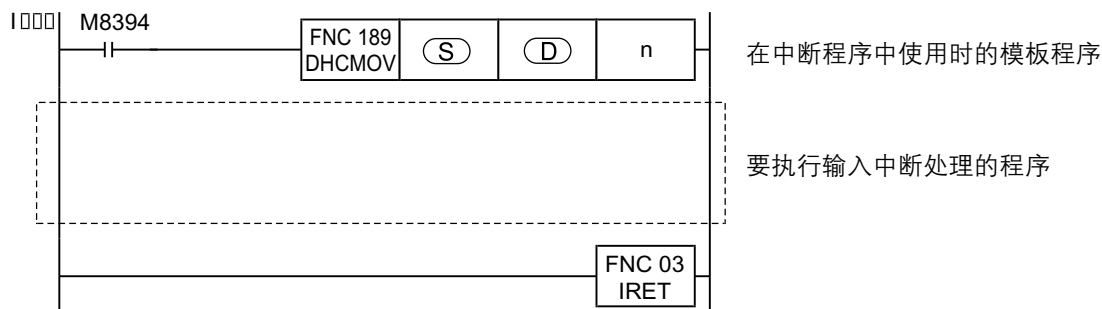 I□□□ M8394
FNC 189
DHCMOV
S
D
n
在中断程序中使用时的模板程序
要执行输入中断处理的程序
FNC 03
IRET